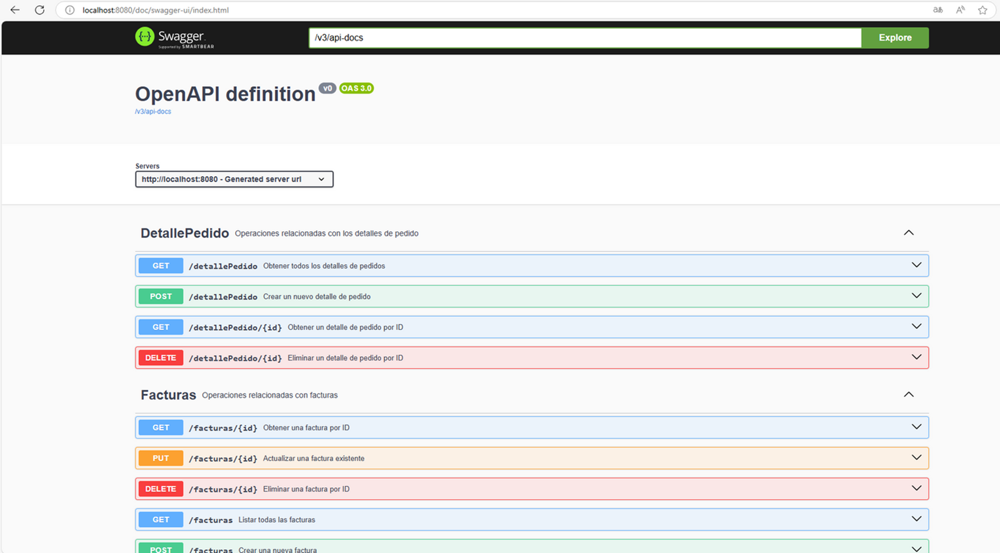 localhost:8080/doc/swagger-ui/index.html
Swagger.
Supported by SMARTBEAR
/v3/api-docs
Explore
OpenAPI definition v0 OAS 3.0
/v3/api-docs
Servers
http://localhost:8080 - Generated server url
DetallePedido Operaciones relacionadas con los detalles de pedido
GET /detallePedido Obtener todos los detalles de pedidos
POST /detallePedido Crear un nuevo detalle de pedido
GET /detallePedido/{id} Obtener un detalle de pedido por ID
DELETE /detallePedido/{id} Eliminar un detalle de pedido por ID
Facturas Operaciones relacionadas con facturas
GET /facturas/{id} Obtener una factura por ID
PUT /facturas/{id} Actualizar una factura existente
DELETE /facturas/{id} Eliminar una factura por ID
GET /facturas Listar todas las facturas
POST /facturas Crear una nueva factura